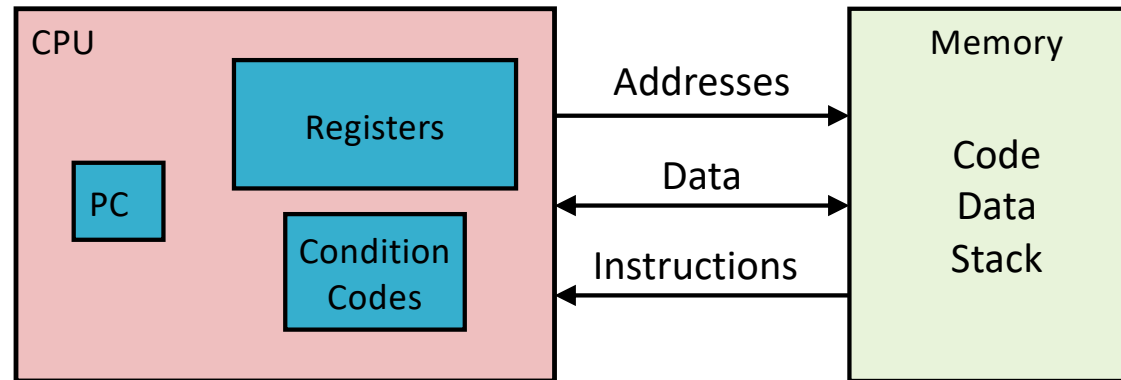 CPU
Registers
PC
Condition
Codes
Addresses
Data
Instructions
Memory
Code
Data
Stack